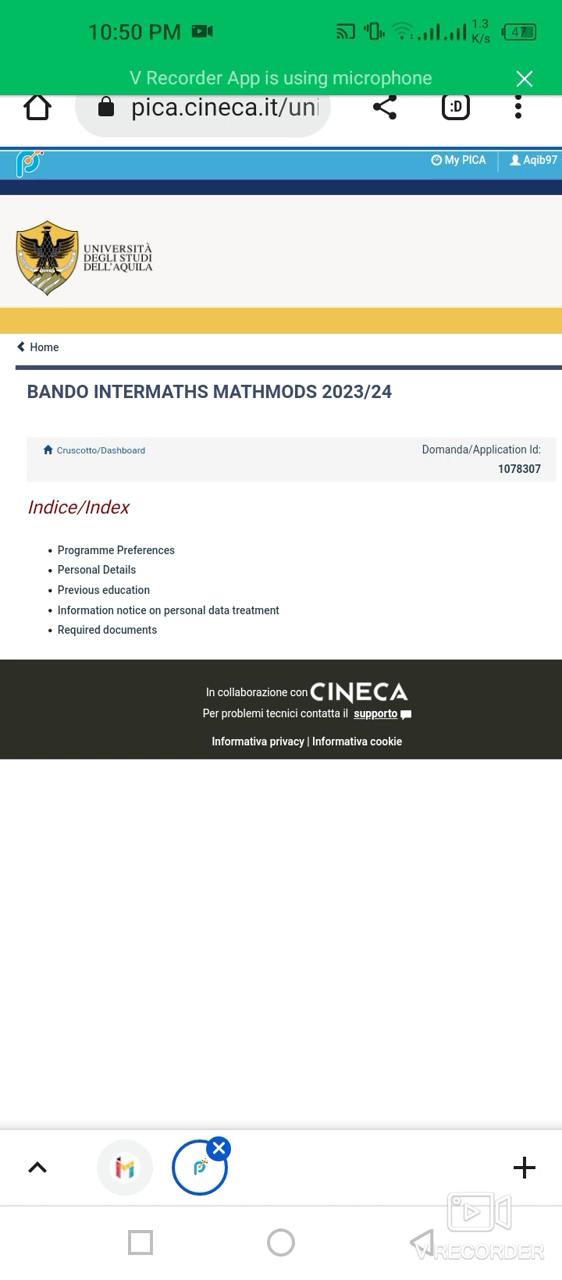 10:50 PM
1.3
K/s
47
V Recorder App is using microphone
pica.cineca.it/uni
:D
My PICA
Aqib97
UNIVERSITÀ
DEGLI STUDI
DELL'AQUILA
Home
BANDO INTERMATHS MATHMODS 2023/24
Cruscotto/Dashboard
Domanda/Application Id:
1078307
Indice/Index
• Programme Preferences
• Personal Details
• Previous education
• Information notice on personal data treatment
• Required documents
In collaborazione con CINECA
Per problemi tecnici contatta il supporto
Informativa privacy | Informativa cookie
VRECORDER